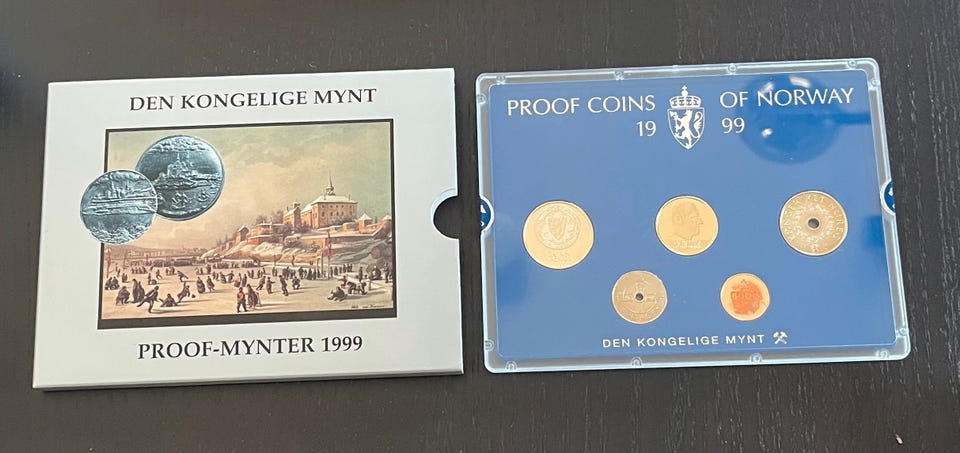 DEN KONGELIGE MYNT
PROOF-MYNTER 1999
PROOF COINS OF NORWAY
19 99
DEN KONGELIGE MYNT